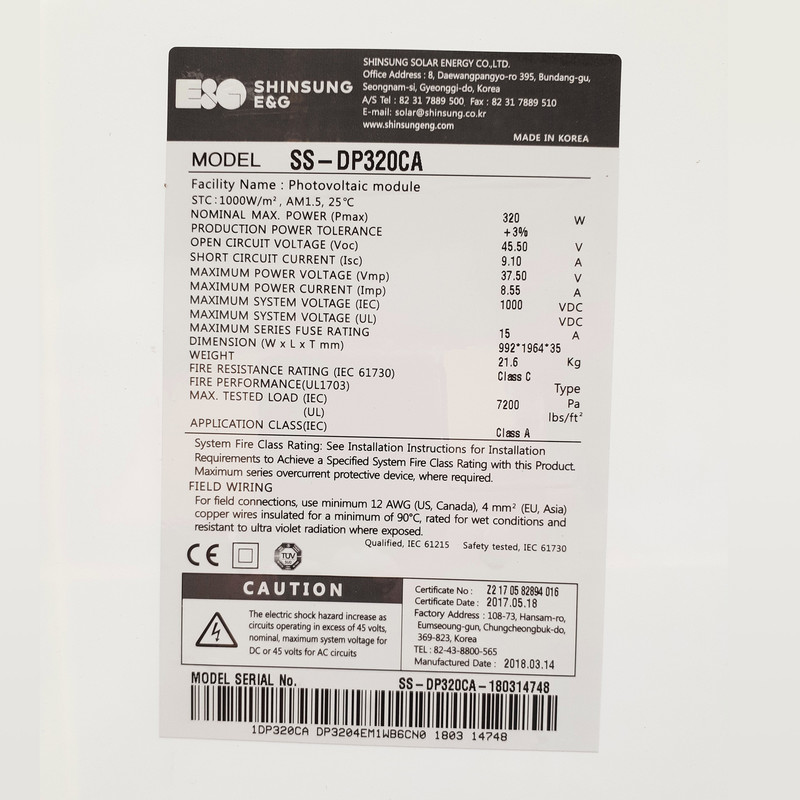 E&G SHINSUNG E&G
SHINSUNG SOLAR ENERGY CO.,LTD.
Office Address : 8, Daewangpangyo-ro 395, Bundang-gu,
Seongnam-si, Gyeonggi-do, Korea
A/S Tel : 82 31 7889 500 Fax : 82 31 7889 510
E-mail: solar@shinsung.co.kr
www.shinsungeng.com
MADE IN KOREA
MODEL SS-DP320CA
Facility Name : Photovoltaic module
STC : 1000W/m², AM1.5, 25℃
NOMINAL MAX. POWER (Pmax) 320 W
PRODUCTION POWER TOLERANCE +3%
OPEN CIRCUIT VOLTAGE (Voc) 45.50 V
SHORT CIRCUIT CURRENT (Isc) 9.10 A
MAXIMUM POWER VOLTAGE (Vmp) 37.50 V
MAXIMUM POWER CURRENT (Imp) 8.55 A
MAXIMUM SYSTEM VOLTAGE (IEC) 1000 VDC
MAXIMUM SYSTEM VOLTAGE (UL) VDC
MAXIMUM SERIES FUSE RATING 15 A
DIMENSION (W x L x T mm) 992*1964*35
WEIGHT 21.6 Kg
FIRE RESISTANCE RATING (IEC 61730) Class C
FIRE PERFORMANCE(UL1703) Type
MAX. TESTED LOAD (IEC) 7200 Pa
(UL) lbs/ft²
APPLICATION CLASS(IEC) Class A
System Fire Class Rating: See Installation Instructions for Installation
Requirements to Achieve a Specified System Fire Class Rating with this Product.
Maximum series overcurrent protective device, where required.
FIELD WIRING
For field connections, use minimum 12 AWG (US, Canada), 4 mm² (EU, Asia)
copper wires insulated for a minimum of 90℃, rated for wet conditions and
resistant to ultra violet radiation where exposed.
Qualified, IEC 61215 Safety tested, IEC 61730
CE TÜV
CAUTION
The electric shock hazard increase as
circuits operating in excess of 45 volts,
nominal, maximum system voltage for
DC or 45 volts for AC circuits
Certificate No : Z2 17 05 82894 016
Certificate Date : 2017.05.18
Factory Address : 108-73, Hansam-ro,
Eumseung-gun, Chungcheongbuk-do,
369-823, Korea
TEL : 82-43-8800-565
Manufactured Date : 2018.03.14
MODEL SERIAL No. SS-DP320CA-180314748
1DP320CA DP3204EM1WB6CN0 1803 14748